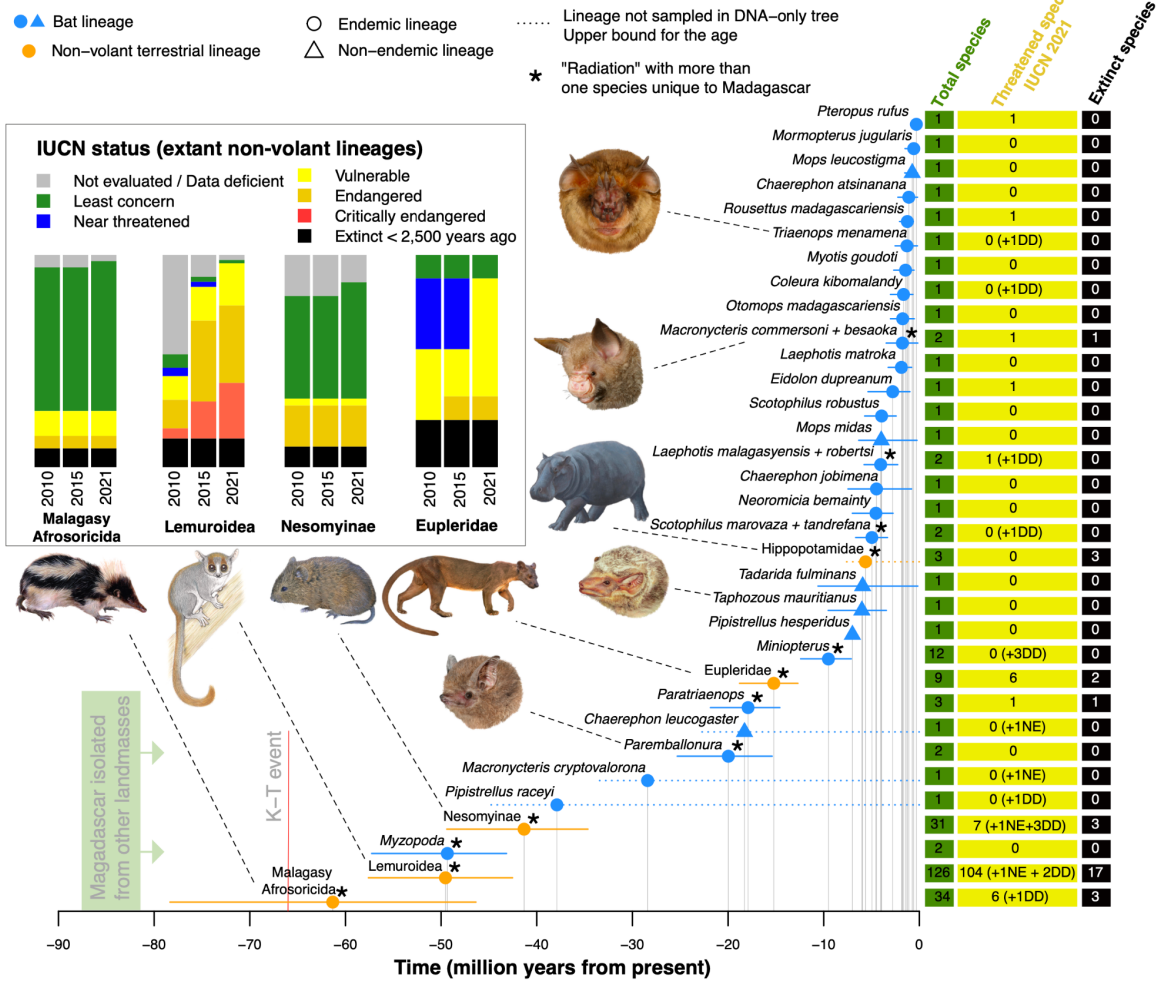 Bat lineage
Non−volant terrestrial lineage
Endemic lineage
Non−endemic lineage
Lineage not sampled in DNA−only tree
Upper bound for the age
* "Radiation" with more than
one species unique to Madagascar
Total species
Threatened spec
IUCN 2021
Extinct species
IUCN status (extant non−volant lineages)
Not evaluated / Data deficient
Least concern
Near threatened
Vulnerable
Endangered
Critically endangered
Extinct < 2,500 years ago
2010 2015 2021
Malagasy
Afrosoricida
2010 2015 2021
Lemuroidea
2010 2015 2021
Nesomyinae
2010 2015 2021
Eupleridae
Pteropus rufus 1 1 0
Mormopterus jugularis 1 0 0
Mops leucostigma 1 0 0
Chaerephon atsinanana 1 0 0
Rousettus madagascariensis 1 1 0
Triaenops menamena 1 0 (+1DD) 0
Myotis goudoti 1 0 0
Coleura kibomalandy 1 0 (+1DD) 0
Otomops madagascariensis 1 0 0
Macronycteris commersoni + besaoka * 2 1 1
Laephotis matroka 1 0 0
Eidolon dupreanum 1 1 0
Scotophilus robustus 1 0 0
Mops midas 1 0 0
Laephotis malagasyensis + robertsi * 2 1 (+1DD) 0
Chaerephon jobimena 1 0 0
Neoromicia bemainty 1 0 0
Scotophilus marovaza + tandrefana * 2 0 (+1DD) 0
Hippopotamidae * 3 0 3
Tadarida fulminans 1 0 0
Taphozous mauritianus 1 0 0
Pipistrellus hesperidus 1 0 0
Miniopterus * 12 0 (+3DD) 0
Eupleridae * 9 6 2
Paratriaenops * 3 1 1
Chaerephon leucogaster 1 0 (+1NE) 0
Paremballonura * 2 0 0
Macronycteris cryptovalorona 1 0 (+1NE) 0
Pipistrellus raceyi 1 0 (+1DD) 0
Nesomyinae * 31 7 (+1NE+3DD) 3
Myzopoda * 2 0 0
Lemuroidea * 126 104 (+1NE + 2DD) 17
Malagasy
Afrosoricida * 34 6 (+1DD) 3
Magadascar isolated
from other landmasses
K−T event
−90 −80 −70 −60 −50 −40 −30 −20 −10 0
Time (million years from present)